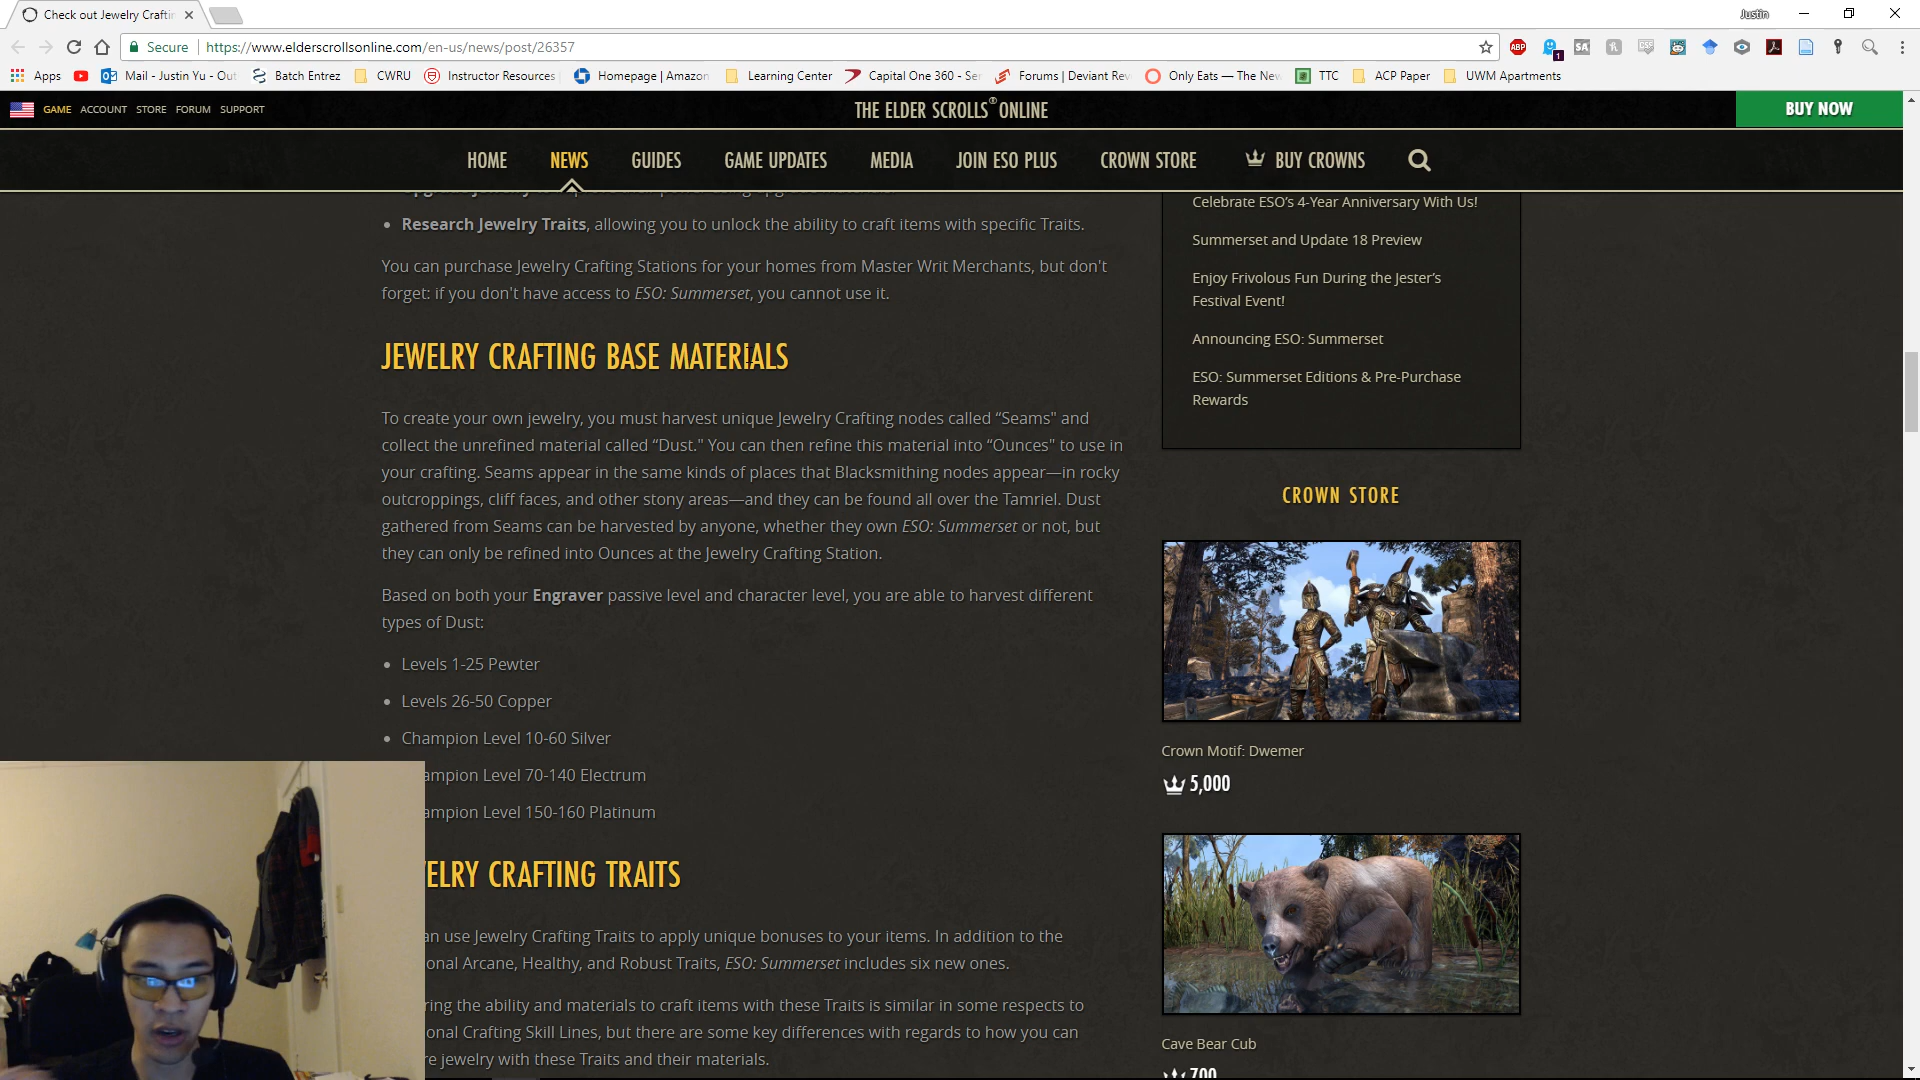 Check out Jewelry Craftin
Justin
Secure
https://www.elderscrollsonline.com/en-us/news/post/26357
ABP
1
SA
CSS
Apps
Mail - Justin Yu - Out
Batch Entrez
CWRU
Instructor Resources
Homepage | Amazon
Learning Center
Capital One 360 - Se
Forums | Deviant Rev
Only Eats — The New
TTC
ACP Paper
UWM Apartments
GAME
ACCOUNT
STORE
FORUM
SUPPORT
THE ELDER SCROLLS® ONLINE
BUY NOW
HOME
NEWS
GUIDES
GAME UPDATES
MEDIA
JOIN ESO PLUS
CROWN STORE
BUY CROWNS
• Research Jewelry Traits, allowing you to unlock the ability to craft items with specific Traits.
You can purchase Jewelry Crafting Stations for your homes from Master Writ Merchants, but don't
forget: if you don't have access to ESO: Summerset, you cannot use it.
JEWELRY CRAFTING BASE MATERIALS
To create your own jewelry, you must harvest unique Jewelry Crafting nodes called “Seams" and
collect the unrefined material called “Dust." You can then refine this material into “Ounces" to use in
your crafting. Seams appear in the same kinds of places that Blacksmithing nodes appear—in rocky
outcroppings, cliff faces, and other stony areas—and they can be found all over the Tamriel. Dust
gathered from Seams can be harvested by anyone, whether they own ESO: Summerset or not, but
they can only be refined into Ounces at the Jewelry Crafting Station.
Based on both your Engraver passive level and character level, you are able to harvest different
types of Dust:
• Levels 1-25 Pewter
• Levels 26-50 Copper
• Champion Level 10-60 Silver
ampion Level 70-140 Electrum
ampion Level 150-160 Platinum
ELRY CRAFTING TRAITS
an use Jewelry Crafting Traits to apply unique bonuses to your items. In addition to the
onal Arcane, Healthy, and Robust Traits, ESO: Summerset includes six new ones.
ring the ability and materials to craft items with these Traits is similar in some respects to
onal Crafting Skill Lines, but there are some key differences with regards to how you can
re jewelry with these Traits and their materials.
Celebrate ESO’s 4-Year Anniversary With Us!
Summerset and Update 18 Preview
Enjoy Frivolous Fun During the Jester’s
Festival Event!
Announcing ESO: Summerset
ESO: Summerset Editions & Pre-Purchase
Rewards
CROWN STORE
Crown Motif: Dwemer
5,000
Cave Bear Cub
700